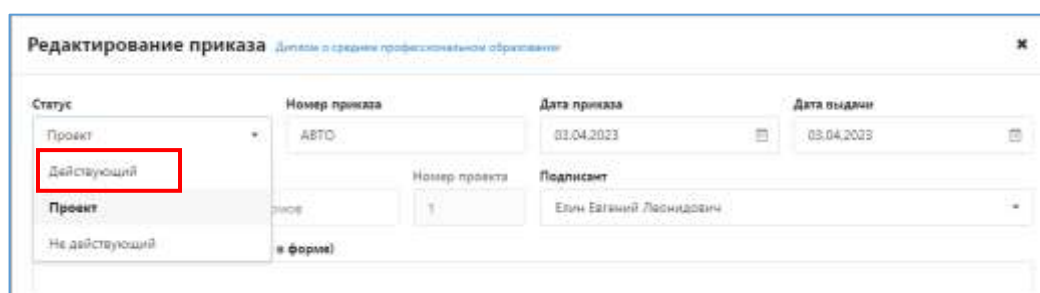 Редактирование приказа Диплом о среднем профессиональном образовании
Статус Номер приказа Дата приказа Дата выдачи
Проект АВТО 03.04.2023 03.04.2023
Действующий
Номер проекта Подписант
Проект 1 Елин Евгений Леонидович
Не действующий в форме)